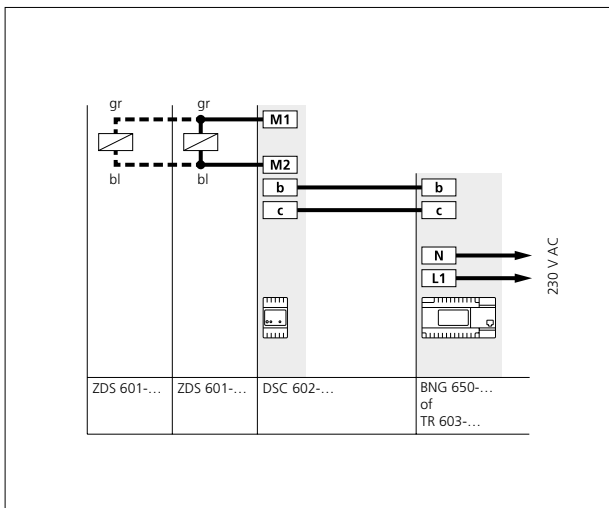 gr
gr
M1
M2
bl
bl
b
b
c
c
N
L1
230 V AC
ZDS 601-…
ZDS 601-…
DSC 602-…
BNG 650-…
of
TR 603-…